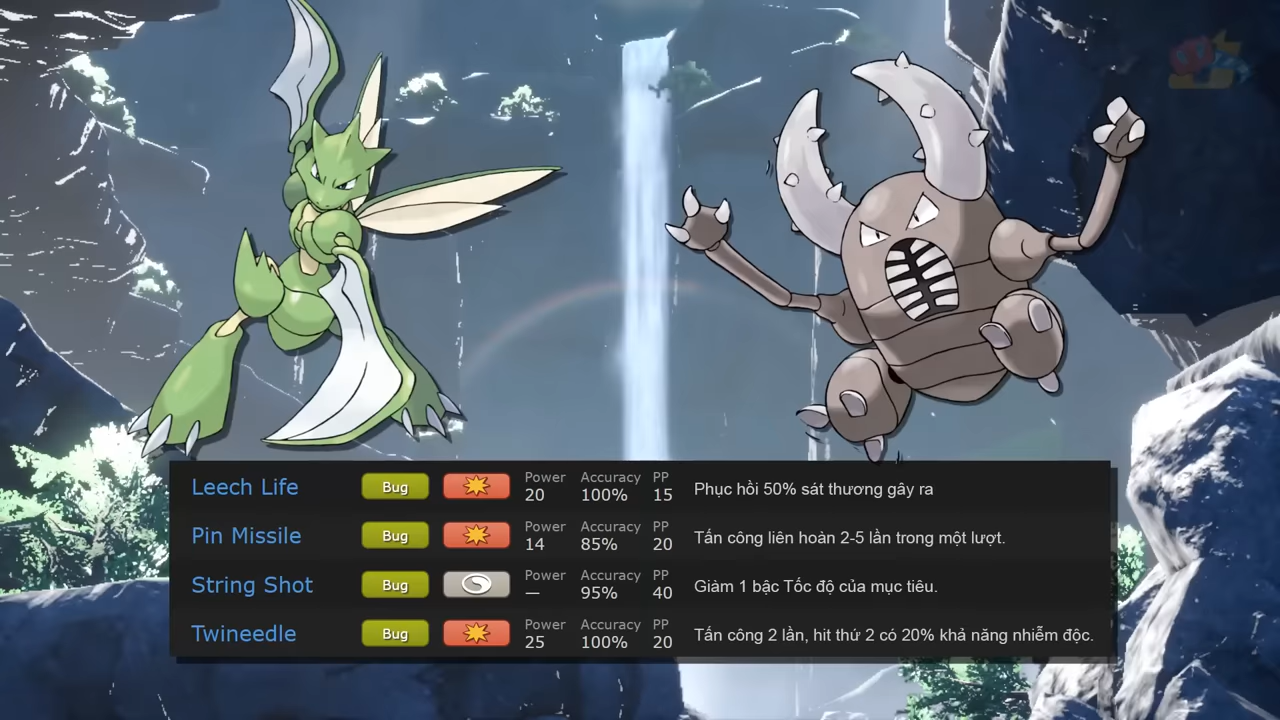 Leech Life Bug Power 20 Accuracy 100% PP 15 Phục hồi 50% sát thương gây ra
Pin Missile Bug Power 14 Accuracy 85% PP 20 Tấn công liên hoàn 2-5 lần trong một lượt.
String Shot Bug Power — Accuracy 95% PP 40 Giảm 1 bậc Tốc độ của mục tiêu.
Twineedle Bug Power 25 Accuracy 100% PP 20 Tấn công 2 lần, hit thứ 2 có 20% khả năng nhiễm độc.